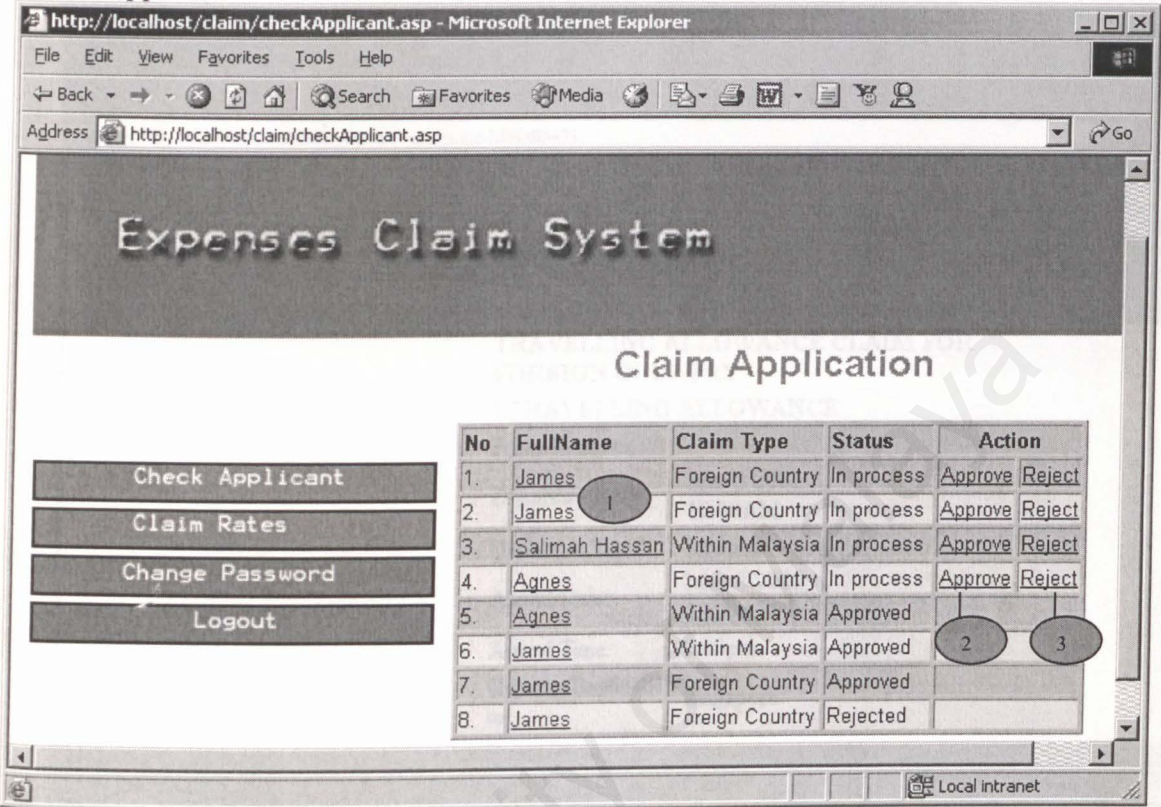 http://localhost/claim/checkApplicant.asp - Microsoft Internet Explorer
File Edit View Favorites Tools Help
Back Search Favorites Media
Address http://localhost/claim/checkApplicant.asp Go
Expenses Claim System
Claim Application
Check Applicant
Claim Rates
Change Password
Logout
No FullName Claim Type Status Action
1. James Foreign Country In process Approve Reject
2. James Foreign Country In process Approve Reject
3. Salimah Hassan Within Malaysia In process Approve Reject
4. Agnes Foreign Country In process Approve Reject
5. Agnes Within Malaysia Approved
6. James Within Malaysia Approved
7. James Foreign Country Approved
8. James Foreign Country Rejected
1
2
3
Local intranet